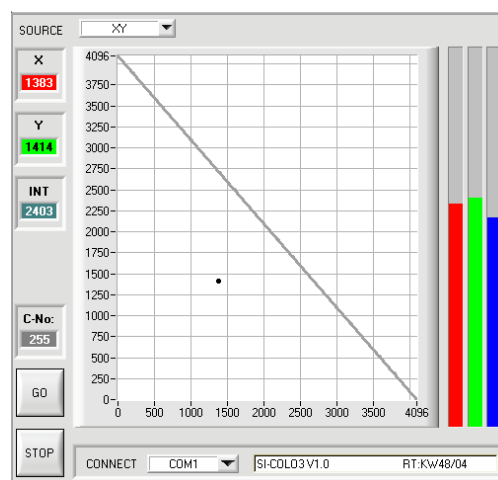 SOURCE XY
X
1383
Y
1414
INT
2403
C-No:
255
GO
STOP
4096
3750
3500
3250
3000
2750
2500
2250
2000
1750
1500
1250
1000
750
500
250
0
0 500 1000 1500 2000 2500 3000 3500 4096
CONNECT COM1 SI-COLO3 V1.0 RT:KW48/04